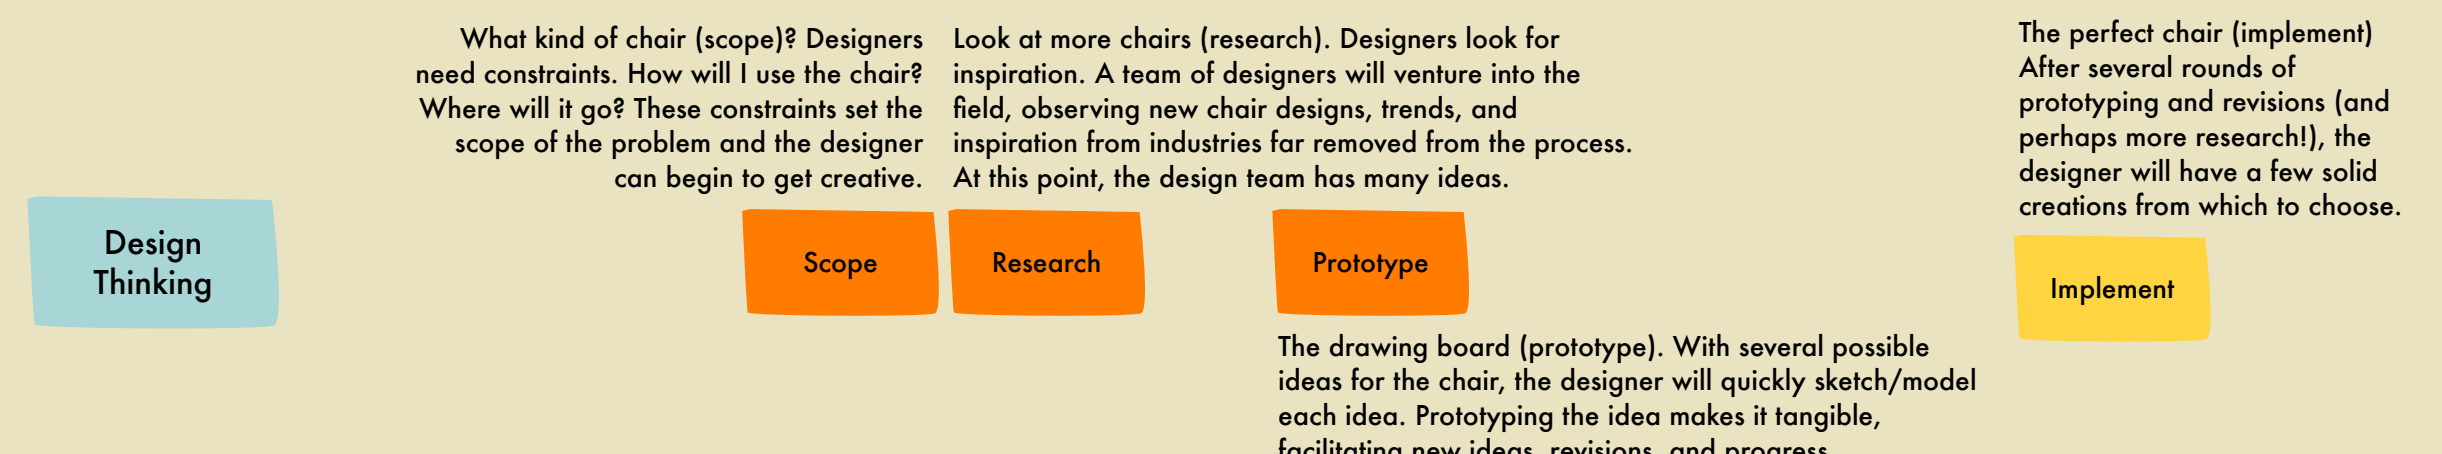 What kind of chair (scope)? Designers
need constraints. How will I use the chair?
Where will it go? These constraints set the
scope of the problem and the designer
can begin to get creative.
Look at more chairs (research). Designers look for
inspiration. A team of designers will venture into the
field, observing new chair designs, trends, and
inspiration from industries far removed from the process.
At this point, the design team has many ideas.
The perfect chair (implement)
After several rounds of
prototyping and revisions (and
perhaps more research!), the
designer will have a few solid
creations from which to choose.
Design
Thinking
Scope
Research
Prototype
Implement
The drawing board (prototype). With several possible
ideas for the chair, the designer will quickly sketch/model
each idea. Prototyping the idea makes it tangible,
facilitating new ideas, revisions, and progress